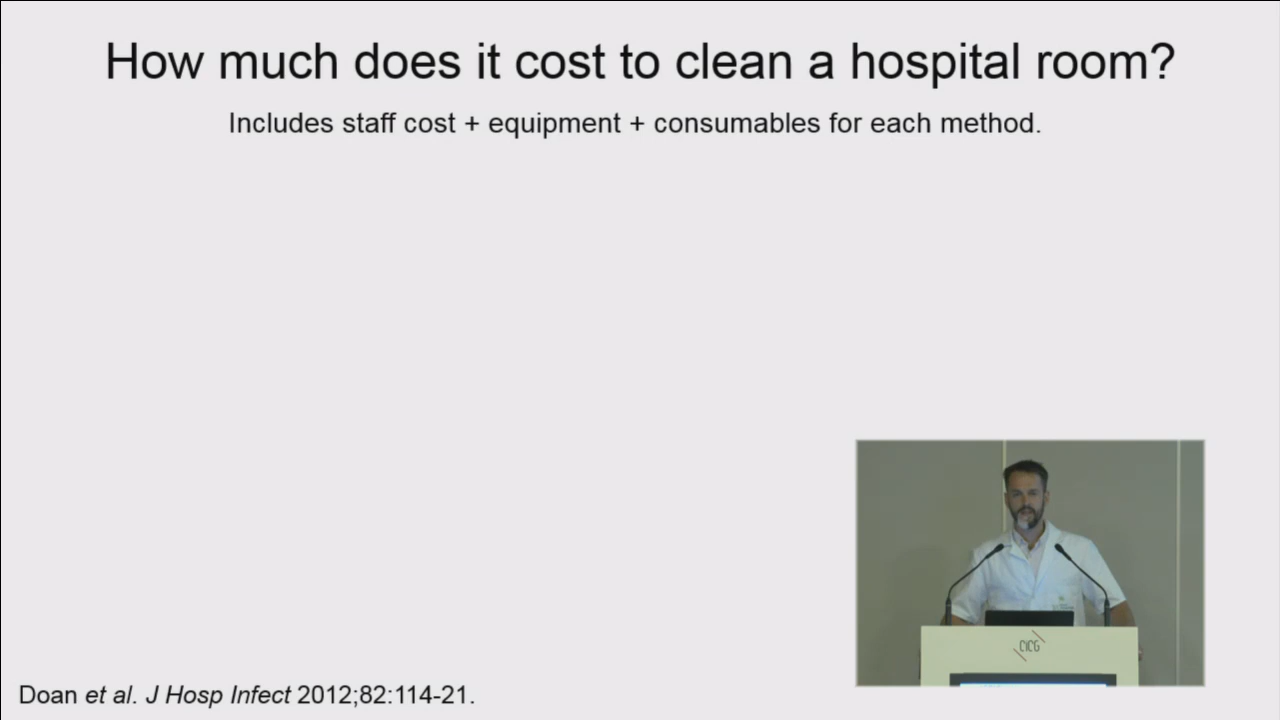 How much does it cost to clean a hospital room?
Includes staff cost + equipment + consumables for each method.
CICG
Doan et al. J Hosp Infect 2012;82:114-21.